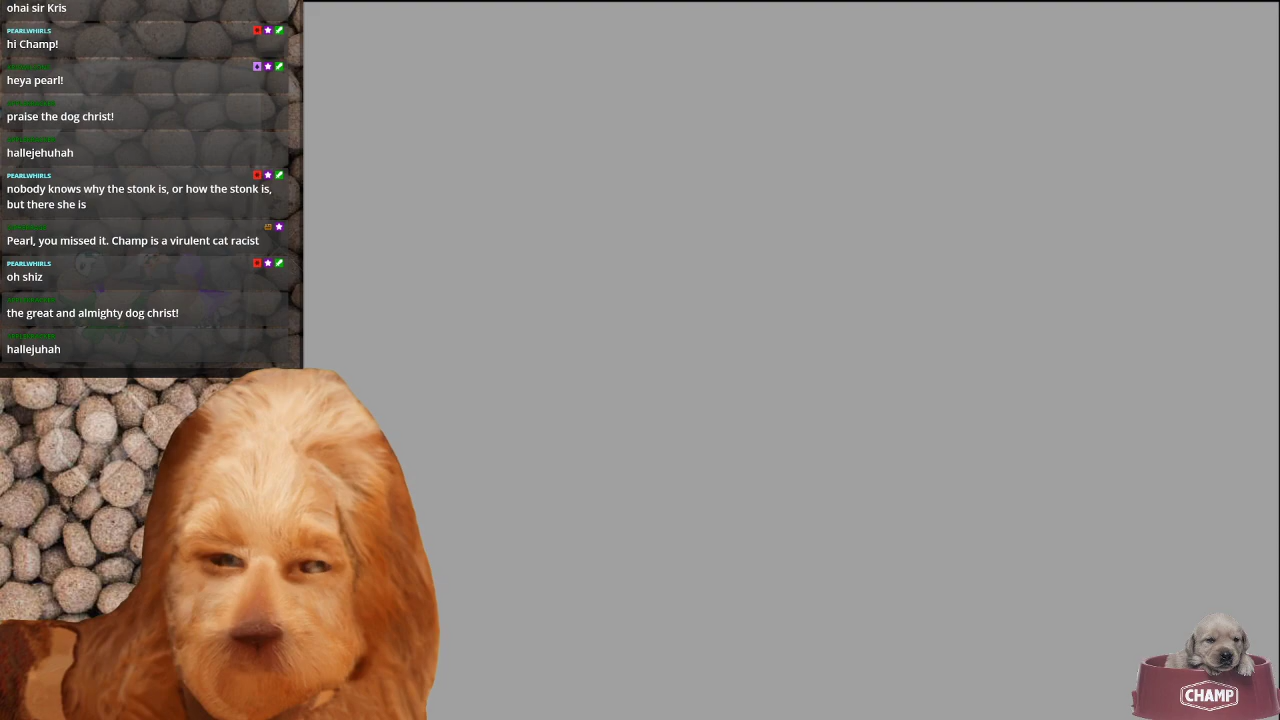 ohai sir Kris
PEARLWHIRLS
hi Champ!
heya pearl!
praise the dog christ!
hallejehuhah
PEARLWHIRLS
nobody knows why the stonk is, or how the stonk is,
but there she is
Pearl, you missed it. Champ is a virulent cat racist
PEARLWHIRLS
oh shiz
the great and almighty dog christ!
hallejuhah
CHAMP